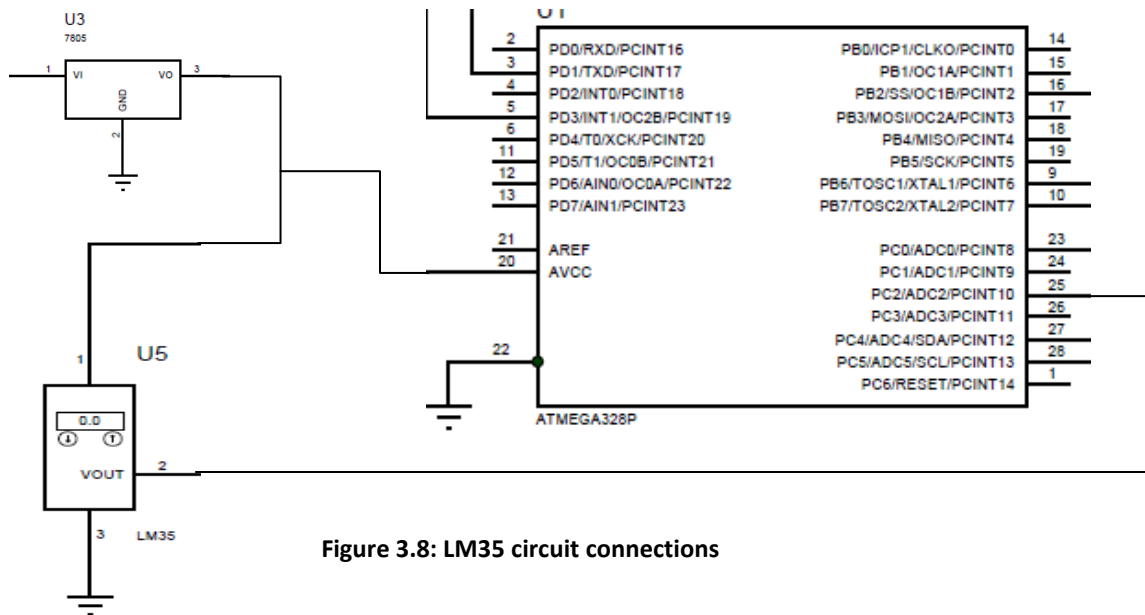 U3
7805
1
VI
VO
3
GND
2
U1
2
PD0/RXD/PCINT16
3
PD1/TXD/PCINT17
4
PD2/INT0/PCINT18
5
PD3/INT1/OC2B/PCINT19
6
PD4/T0/XCK/PCINT20
11
PD5/T1/OC0B/PCINT21
12
PD6/AIN0/OC0A/PCINT22
13
PD7/AIN1/PCINT23
21
AREF
20
AVCC
22
PB0/ICP1/CLKO/PCINT0
14
PB1/OC1A/PCINT1
15
PB2/SS/OC1B/PCINT2
16
PB3/MOSI/OC2A/PCINT3
17
PB4/MISO/PCINT4
18
PB5/SCK/PCINT5
19
PB6/TOSC1/XTAL1/PCINT6
9
PB7/TOSC2/XTAL2/PCINT7
10
PC0/ADC0/PCINT8
23
PC1/ADC1/PCINT9
24
PC2/ADC2/PCINT10
25
PC3/ADC3/PCINT11
26
PC4/ADC4/SDA/PCINT12
27
PC5/ADC5/SCL/PCINT13
28
PC6/RESET/PCINT14
1
ATMEGA328P
1
U5
0.0
VOUT
2
3
LM35
Figure 3.8: LM35 circuit connections